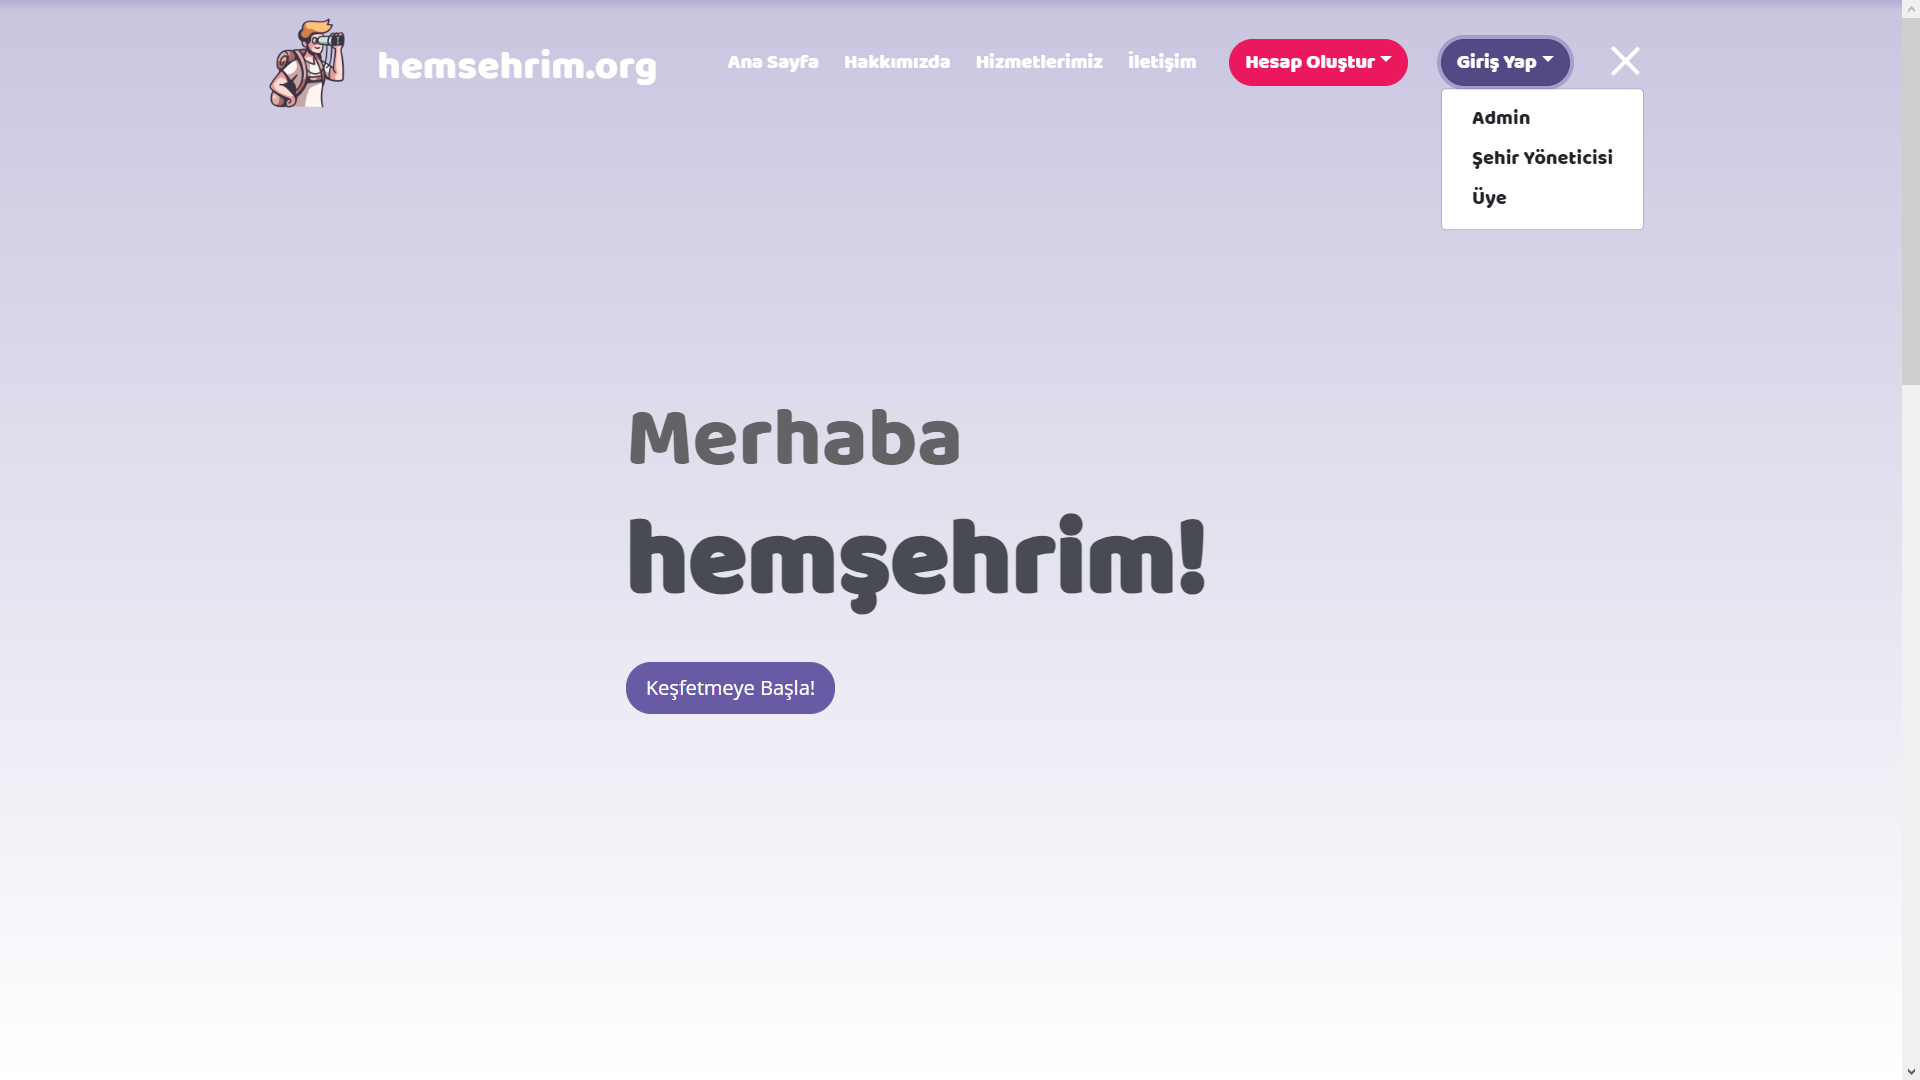 hemsehrim.org
Ana Sayfa Hakkımızda Hizmetlerimiz İletişim Hesap Oluştur Giriş Yap
Admin
Şehir Yöneticisi
Üye
Merhaba
hemşehrim!
Keşfetmeye Başla!